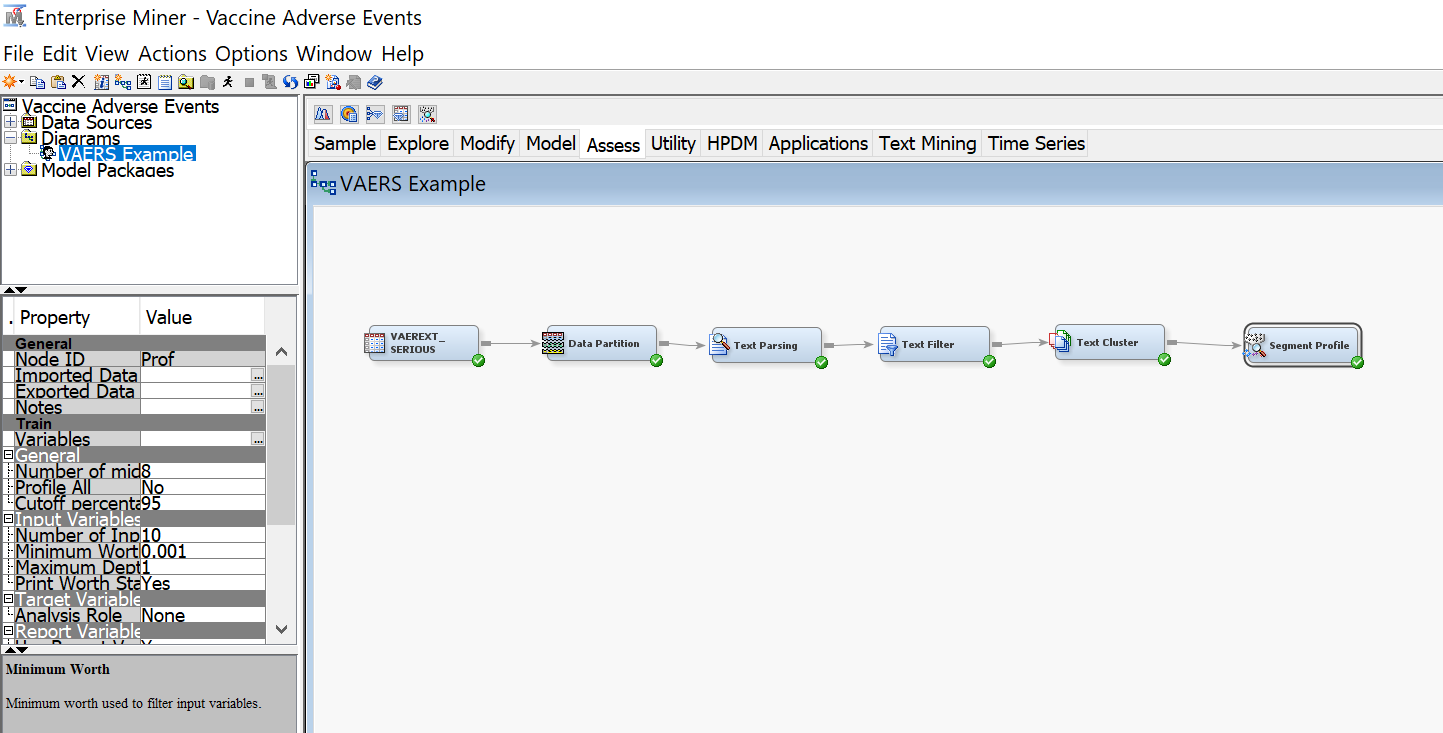 Enterprise Miner - Vaccine Adverse Events
File Edit View Actions Options Window Help
Vaccine Adverse Events
Data Sources
Diagrams
VAERS Example
Model Packages
Sample Explore Modify Model Assess Utility HPDM Applications Text Mining Time Series
VAERS Example
VAEREXT_
SERIOUS
Data Partition
Text Parsing
Text Filter
Text Cluster
Segment Profile
. Property Value
General
Node ID Prof
Imported Data ...
Exported Data ...
Notes ...
Train
Variables ...
General
Number of mid 8
Profile All No
Cutoff percenta 95
Input Variables
Number of Inp 10
Minimum Wort 0.001
Maximum Dept 1
Print Worth Sta Yes
Target Variable
Analysis Role None
Report Variable
Minimum Worth
Minimum worth used to filter input variables.